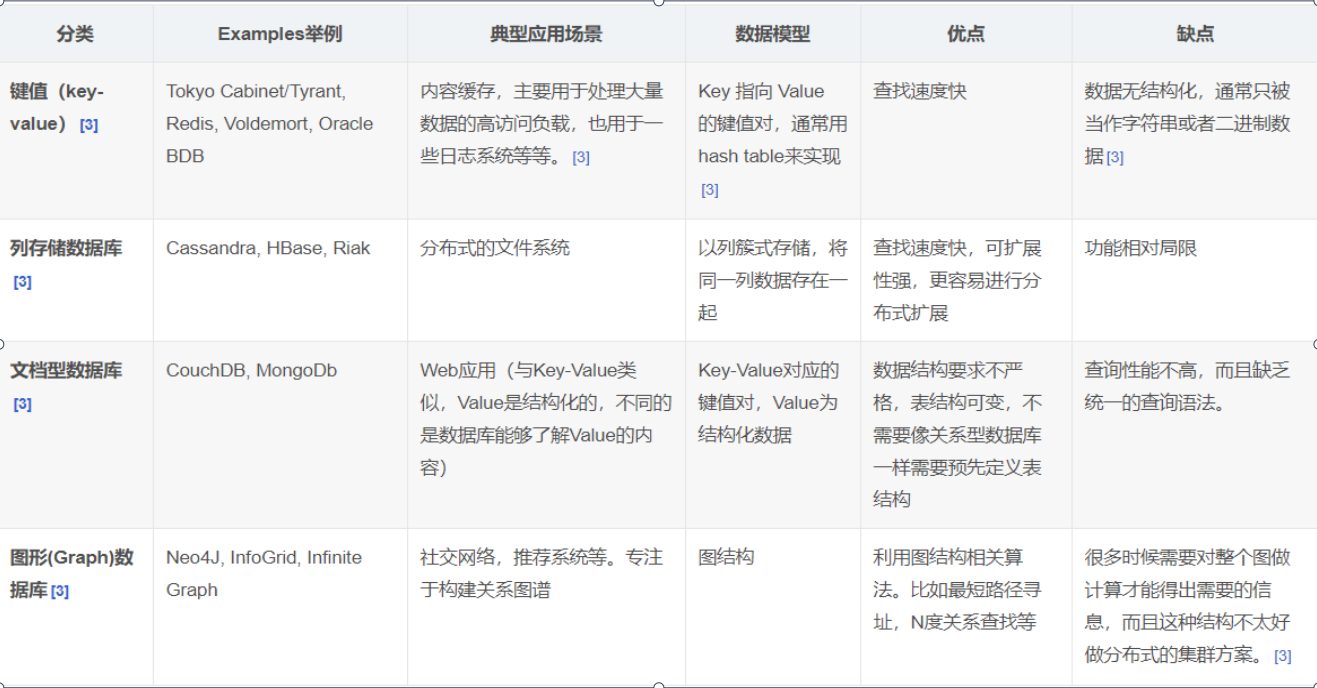 分类
Examples举例
典型应用场景
数据模型
优点
缺点
键值（key-
value） [3]
Tokyo Cabinet/Tyrant,
Redis, Voldemort, Oracle
BDB
内容缓存，主要用于处理大量
数据的高访问负载，也用于一
些日志系统等等。 [3]
Key 指向 Value
的键值对，通常用
hash table来实现
[3]
查找速度快
数据无结构化，通常只被
当作字符串或者二进制数
据[3]
列存储数据库
[3]
Cassandra, HBase, Riak
分布式的文件系统
以列簇式存储，将
同一列数据存在一
起
查找速度快，可扩展
性强，更容易进行分
布式扩展
功能相对局限
文档型数据库
[3]
CouchDB, MongoDb
Web应用（与Key-Value类
似，Value是结构化的，不同的
是数据库能够了解Value的内
容）
Key-Value对应的
键值对，Value为
结构化数据
数据结构要求不严
格，表结构可变，不
需要像关系型数据库
一样需要预先定义表
结构
查询性能不高，而且缺乏
统一的查询语法。
图形(Graph)数
据库[3]
Neo4J, InfoGrid, Infinite
Graph
社交网络，推荐系统等。专注
于构建关系图谱
图结构
利用图结构相关算
法。比如最短路径寻
址，N度关系查找等
很多时候需要对整个图做
计算才能得出需要的信
息，而且这种结构不太好
做分布式的集群方案。 [3]